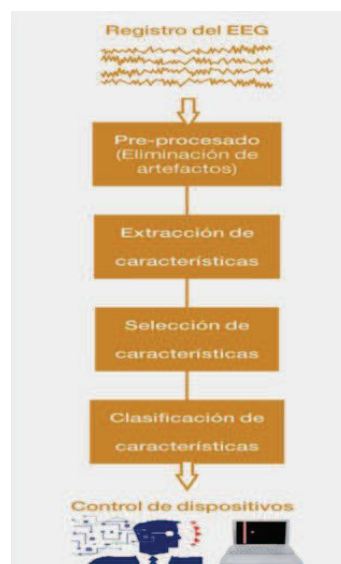 Registro del EEG
Pre-procesado
(Eliminación de
artefactos)
Extracción de
características
Selección de
características
Clasificación de
características
Control de dispositivos